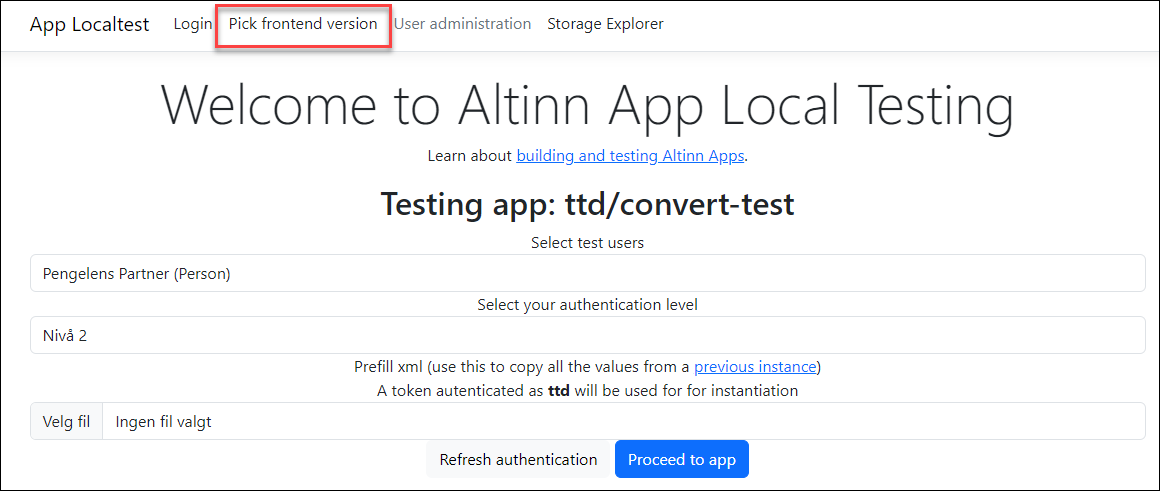 App Localtest Login Pick frontend version User administration Storage Explorer
Welcome to Altinn App Local Testing
Learn about building and testing Altinn Apps.
Testing app: ttd/convert-test
Select test users
Pengelens Partner (Person)
Select your authentication level
Nivå 2
Prefill xml (use this to copy all the values from a previous instance)
A token autenticated as ttd will be used for for instantiation
Velg fil Ingen fil valgt
Refresh authentication Proceed to app